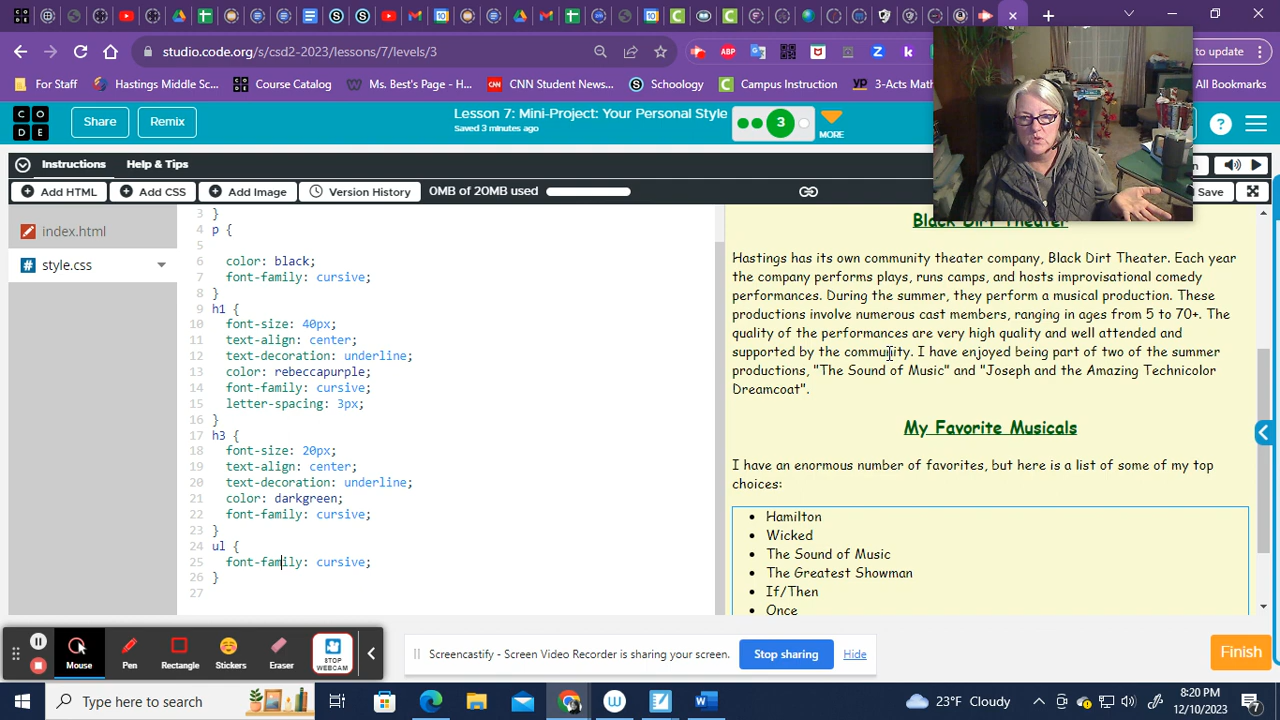 studio.code.org/s/csd2-2023/lessons/7/levels/3
to update
For Staff
Hastings Middle Sc...
Course Catalog
Ms. Best's Page - H...
CNN Student News...
Schoology
Campus Instruction
3-Acts Math
All Bookmarks
C O D E
Share
Remix
Lesson 7: Mini-Project: Your Personal Style
Saved 3 minutes ago
3
MORE
Instructions
Help & Tips
Add HTML
Add CSS
Add Image
Version History
0MB of 20MB used
Save
index.html
style.css
3 }
4 p {
5
6 color: black;
7 font-family: cursive;
8 }
9 h1 {
10 font-size: 40px;
11 text-align: center;
12 text-decoration: underline;
13 color: rebeccapurple;
14 font-family: cursive;
15 letter-spacing: 3px;
16 }
17 h3 {
18 font-size: 20px;
19 text-align: center;
20 text-decoration: underline;
21 color: darkgreen;
22 font-family: cursive;
23 }
24 ul {
25 font-family: cursive;
26 }
27
Black Dirt Theater
Hastings has its own community theater company, Black Dirt Theater. Each year
the company performs plays, runs camps, and hosts improvisational comedy
performances. During the summer, they perform a musical production. These
productions involve numerous cast members, ranging in ages from 5 to 70+. The
quality of the performances are very high quality and well attended and
supported by the community. I have enjoyed being part of two of the summer
productions, "The Sound of Music" and "Joseph and the Amazing Technicolor
Dreamcoat".
My Favorite Musicals
I have an enormous number of favorites, but here is a list of some of my top
choices:
Hamilton
Wicked
The Sound of Music
The Greatest Showman
If/Then
Once
Mouse
Pen
Rectangle
Stickers
Eraser
STOP
WEBCAM
Screencastify - Screen Video Recorder is sharing your screen.
Stop sharing
Hide
Finish
Type here to search
23°F Cloudy
8:20 PM
12/10/2023